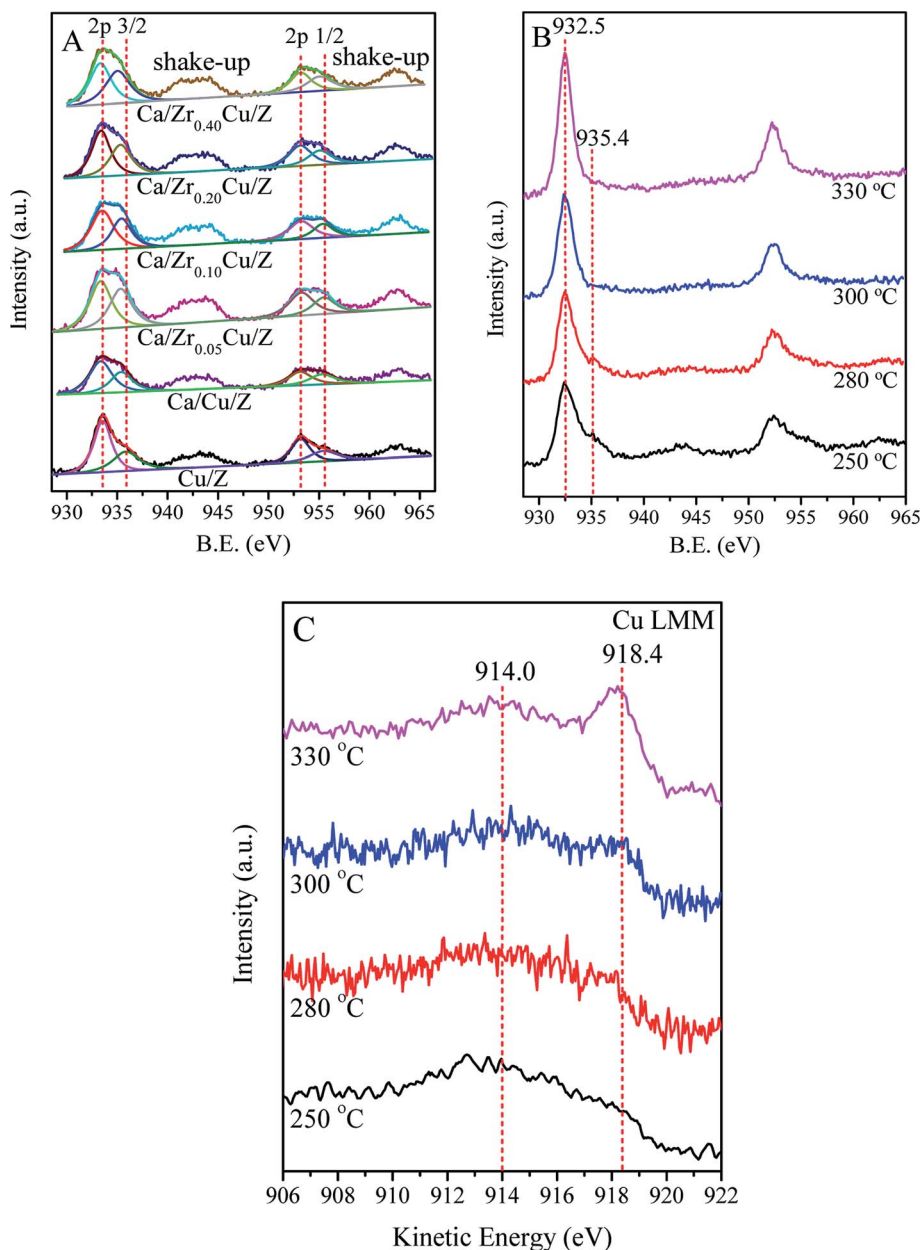 A
2p 3/2
2p 1/2
shake-up
shake-up
Ca/Zr0.40Cu/Z
Ca/Zr0.20Cu/Z
Ca/Zr0.10Cu/Z
Ca/Zr0.05Cu/Z
Ca/Cu/Z
Cu/Z
Intensity (a.u.)
930 935 940 945 950 955 960 965
B.E. (eV)
B
932.5
935.4
330 ºC
300 ºC
280 ºC
250 ºC
Intensity (a.u.)
930 935 940 945 950 955 960 965
B.E. (eV)
C
Cu LMM
914.0
918.4
330 °C
300 °C
280 °C
250 °C
Intensity (a.u.)
906 908 910 912 914 916 918 920 922
Kinetic Energy (eV)